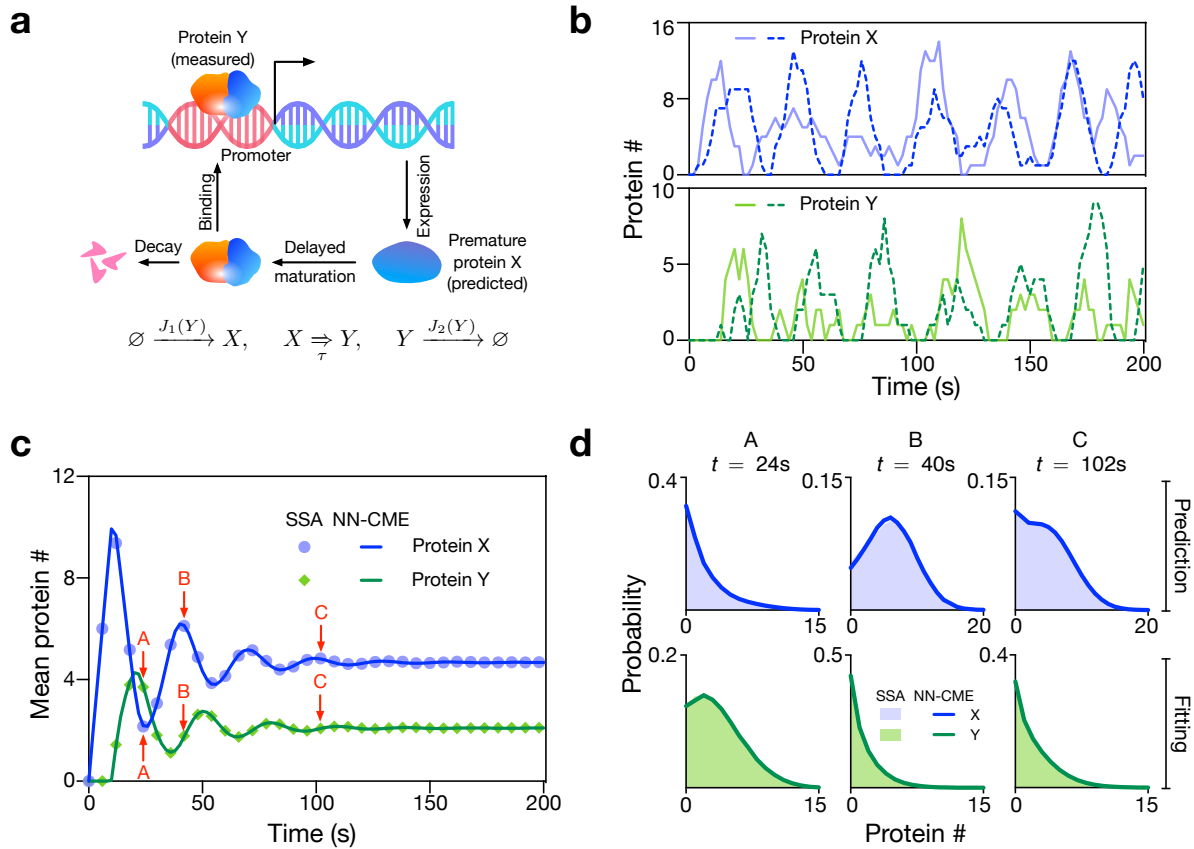 a
Protein Y
(measured)
Promoter
Binding
Expression
Decay
Delayed
maturation
Premature
protein X
(predicted)
∅ J₁(Y)→ X, X ⇒τ Y, Y J₂(Y)→ ∅
b
Protein #
16
8
0
Protein X
10
5
0
Protein Y
0 50 100 150 200
Time (s)
c
Mean protein #
12
8
4
0
SSA NN-CME
Protein X
Protein Y
A
B
C
A
B
C
0 50 100 150 200
Time (s)
d
A B C
t = 24s t = 40s t = 102s
Probability
0.4 0.15 0.15
0 15 0 20 0 20
Prediction
0.2 0.5 0.4
SSA NN-CME
X
Y
0 15 0 15 0 15
Fitting
Protein #